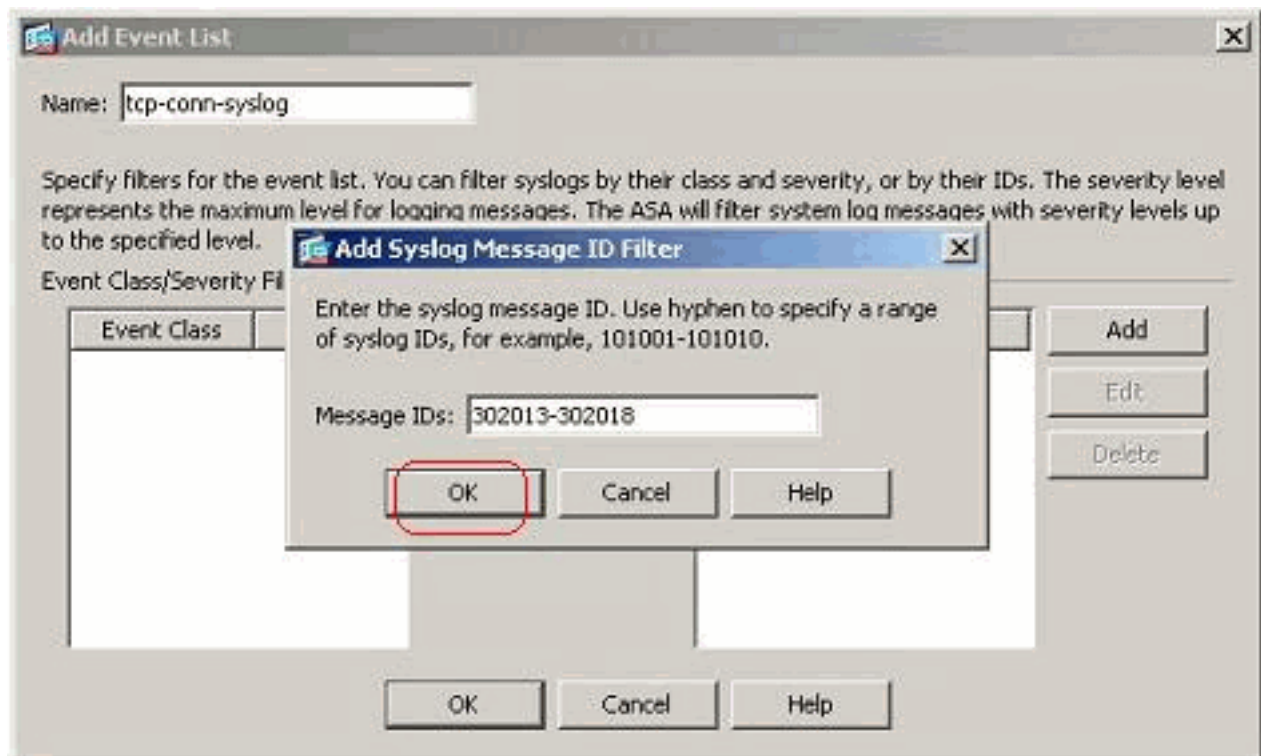 Add Event List
Name: tcp-conn-syslog
Specify filters for the event list. You can filter syslogs by their class and severity, or by their IDs. The severity level
represents the maximum level for logging messages. The ASA will filter system log messages with severity levels up
to the specified level.
Add Syslog Message ID Filter
Event Class/Severity Fil
Enter the syslog message ID. Use hyphen to specify a range
of syslog IDs, for example, 101001-101010.
Event Class
Add
Edit
Delete
Message IDs: 302013-302018
OK Cancel Help
OK Cancel Help